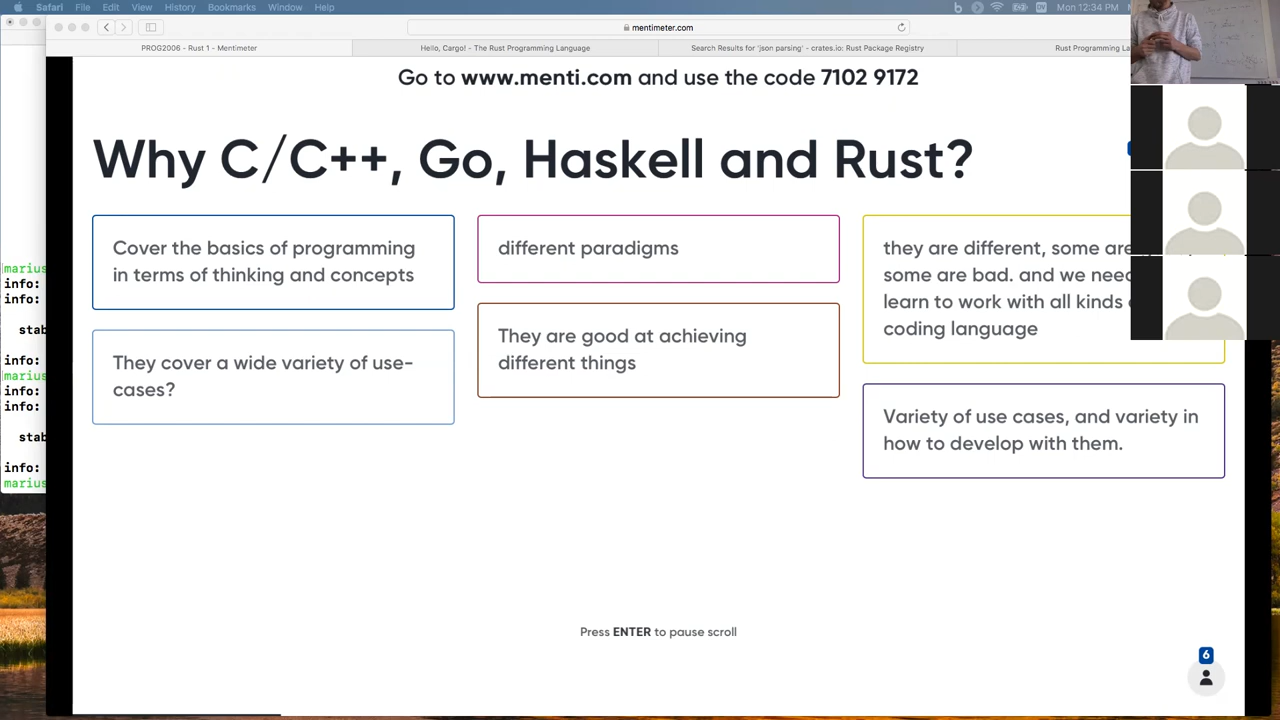 Safari File Edit View History Bookmarks Window Help
Mon 12:34 PM
mentimeter.com
PROG2006 - Rust 1 - Mentimeter
Hello, Cargo! - The Rust Programming Language
Search Results for 'json parsing' - crates.io: Rust Package Registry
Rust Programming La
Go to www.menti.com and use the code 7102 9172
Why C/C++, Go, Haskell and Rust?
Cover the basics of programming
in terms of thinking and concepts
They cover a wide variety of use-
cases?
different paradigms
They are good at achieving
different things
they are different, some are
some are bad. and we need
learn to work with all kinds
coding language
Variety of use cases, and variety in
how to develop with them.
Press ENTER to pause scroll
6
marius
info:
info:
stab
info:
marius
info:
info:
stab
info:
marius